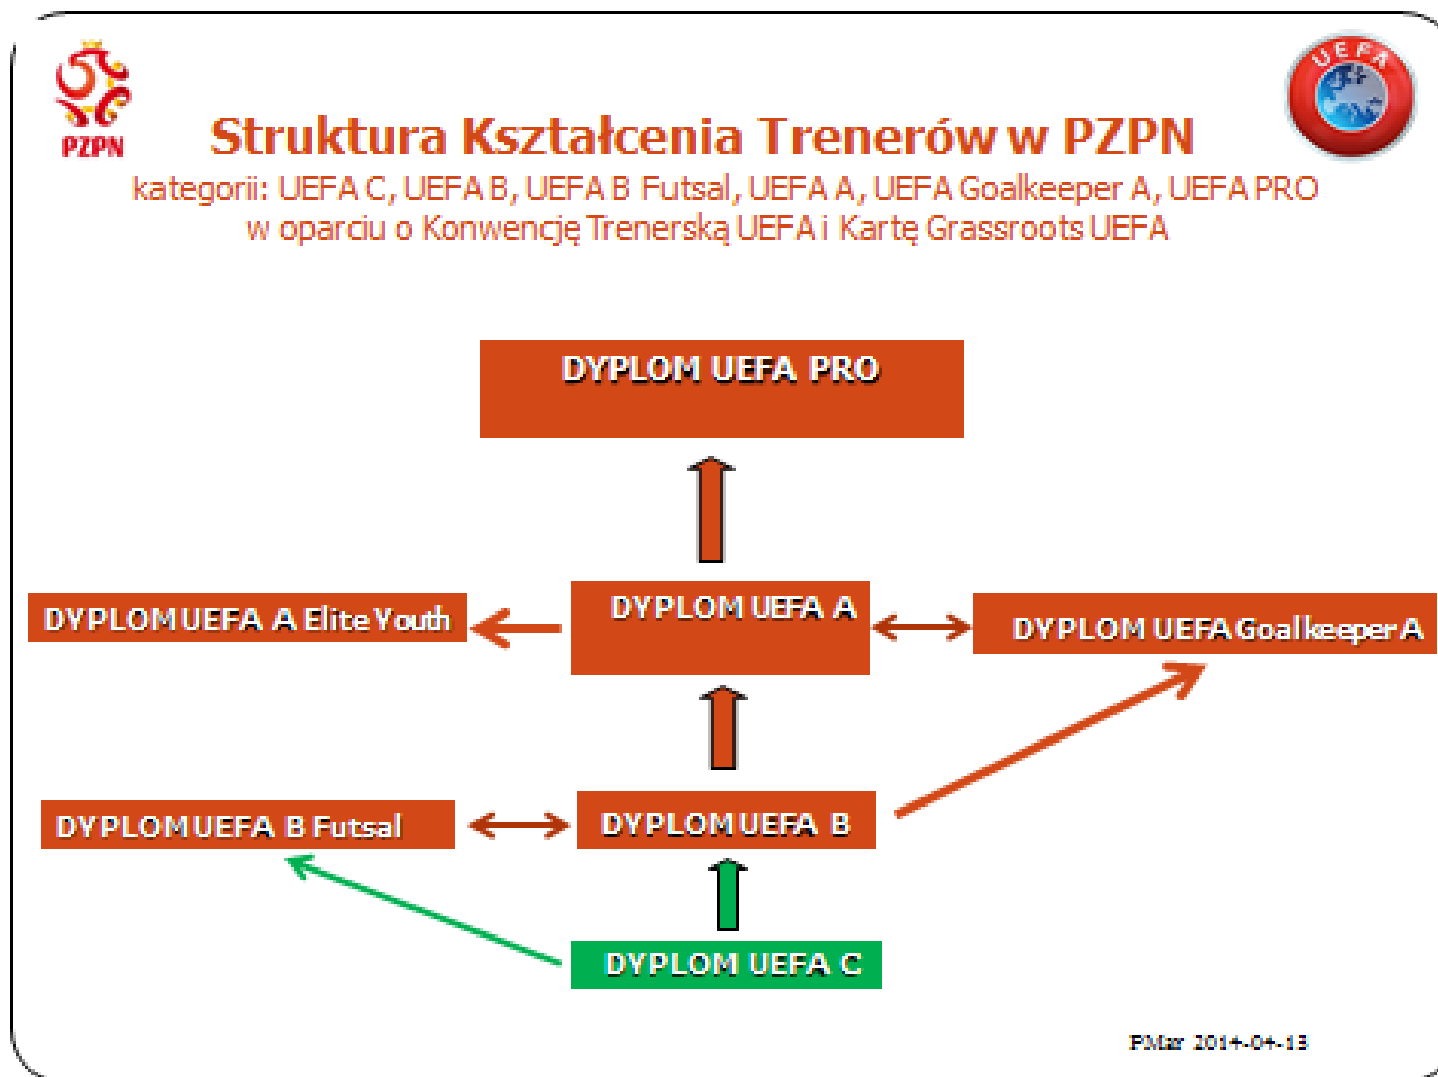 PZPN
UEFA
Struktura Kształcenia Trenerów w PZPN
kategorii: UEFA C, UEFA B, UEFA B Futsal, UEFA A, UEFA Goalkeeper A, UEFA PRO
w oparciu o Konwencję Trenerską UEFA i Kartę Grassroots UEFA
DYPLOM UEFA PRO
DYPLOM UEFA A Elite Youth
DYPLOM UEFA A
DYPLOM UEFA Goalkeeper A
DYPLOM UEFA B Futsal
DYPLOM UEFA B
DYPLOM UEFA C
PMar 2014-04-13